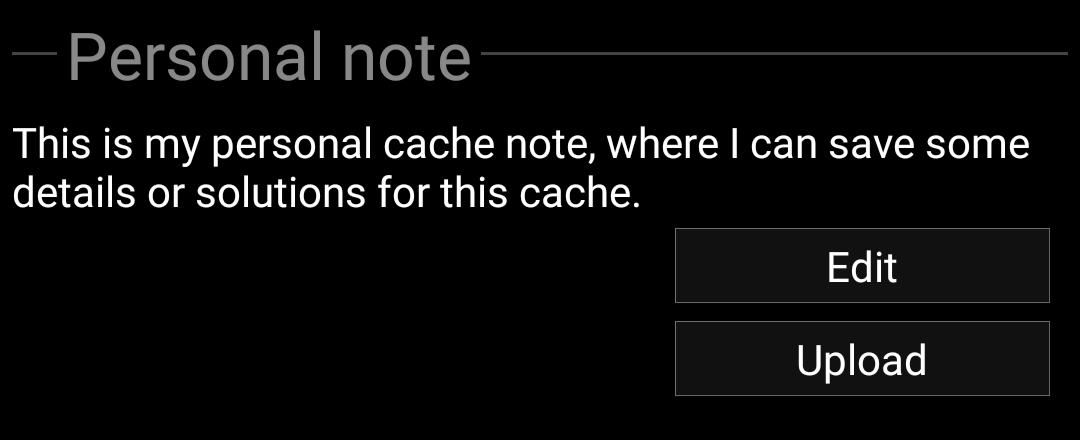 Personal note
This is my personal cache note, where I can save some
details or solutions for this cache.
Edit
Upload